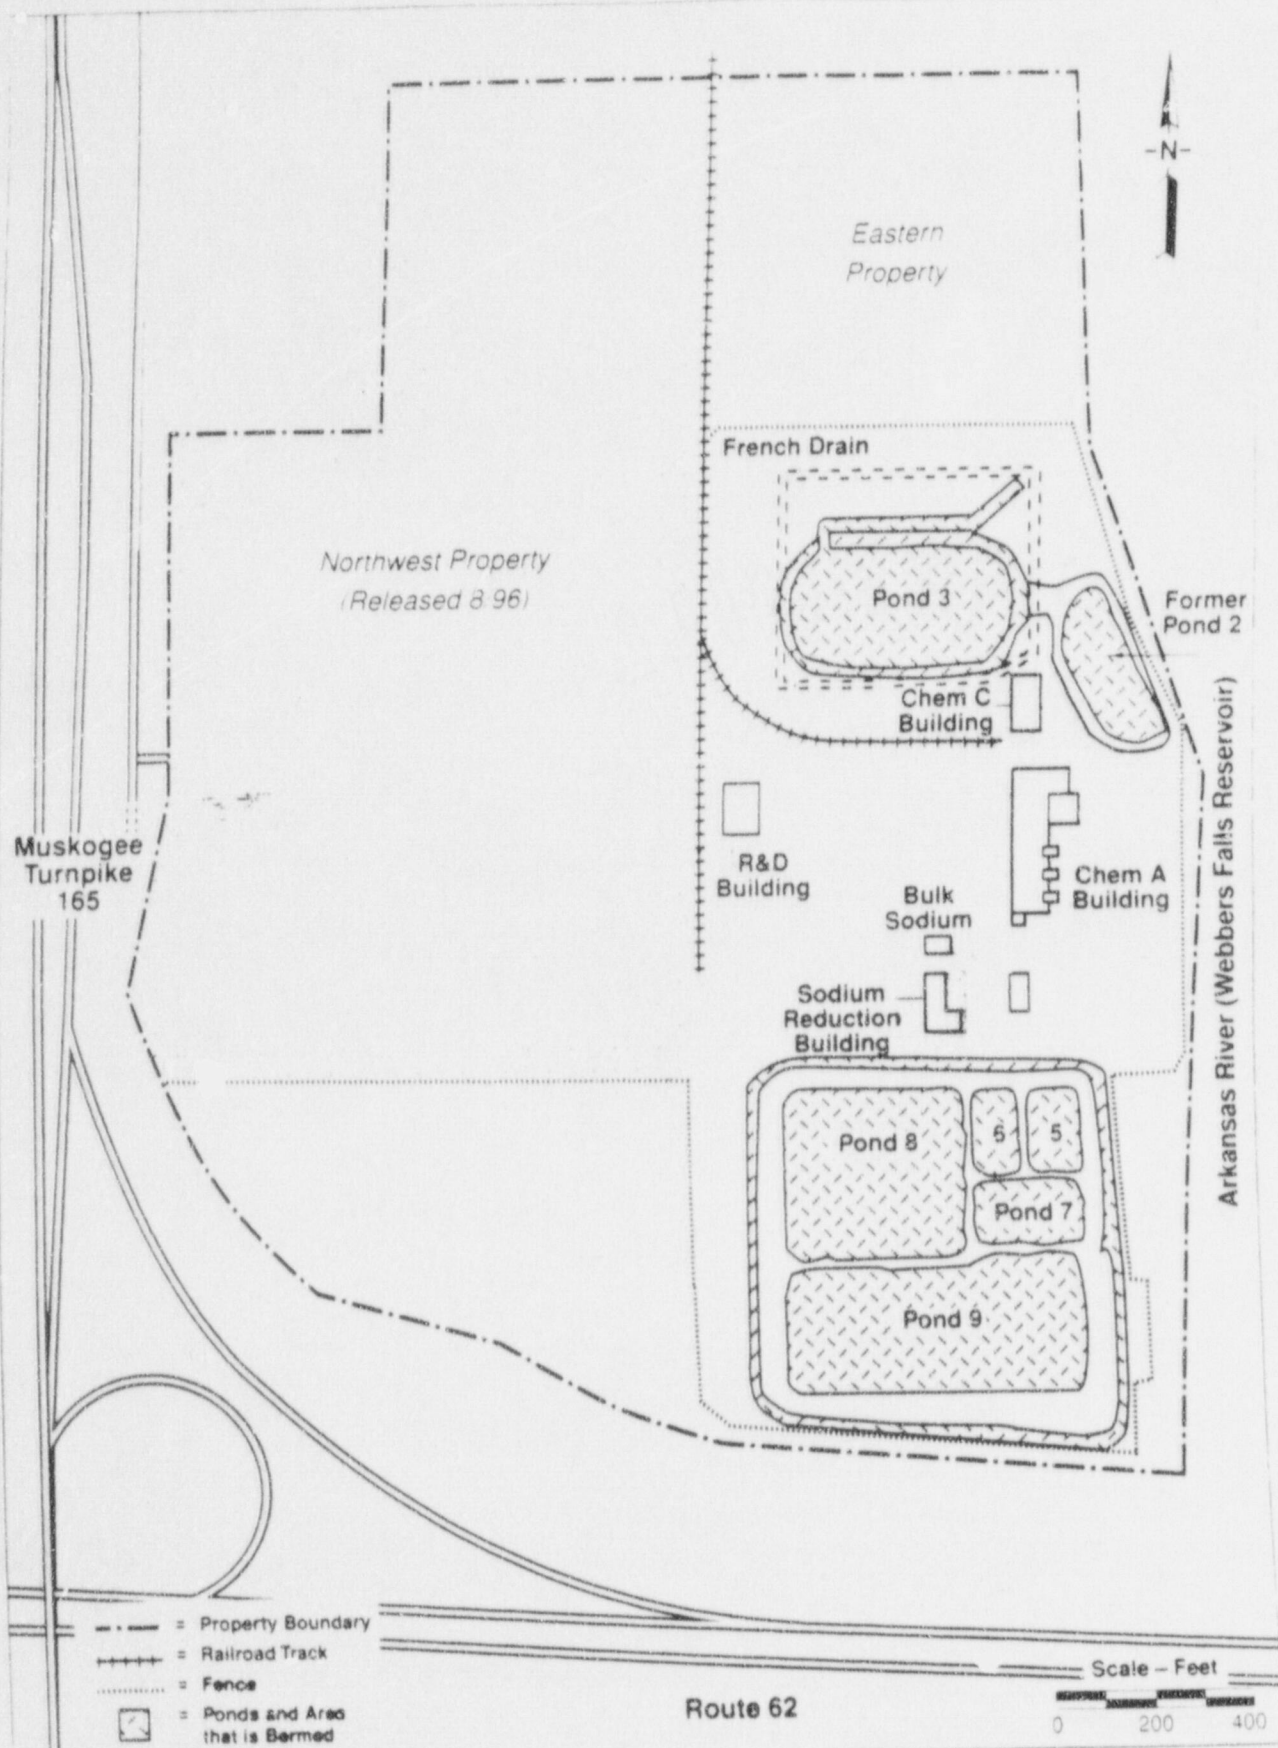 -N-
Eastern
Property
French Drain
Northwest Property
(Released 8 96)
Pond 3
Former
Pond 2
Chem C
Building
Muskogee
Turnpike
165
R&D
Building
Chem A
Building
Bulk
Sodium
Sodium
Reduction
Building
Arkansas River (Webbers Falls Reservoir)
Pond 8
6
5
Pond 7
Pond 9
= Property Boundary
= Railroad Track
= Fence
= Ponds and Area
that is Bermed
Route 62
Scale – Feet
0 200 400